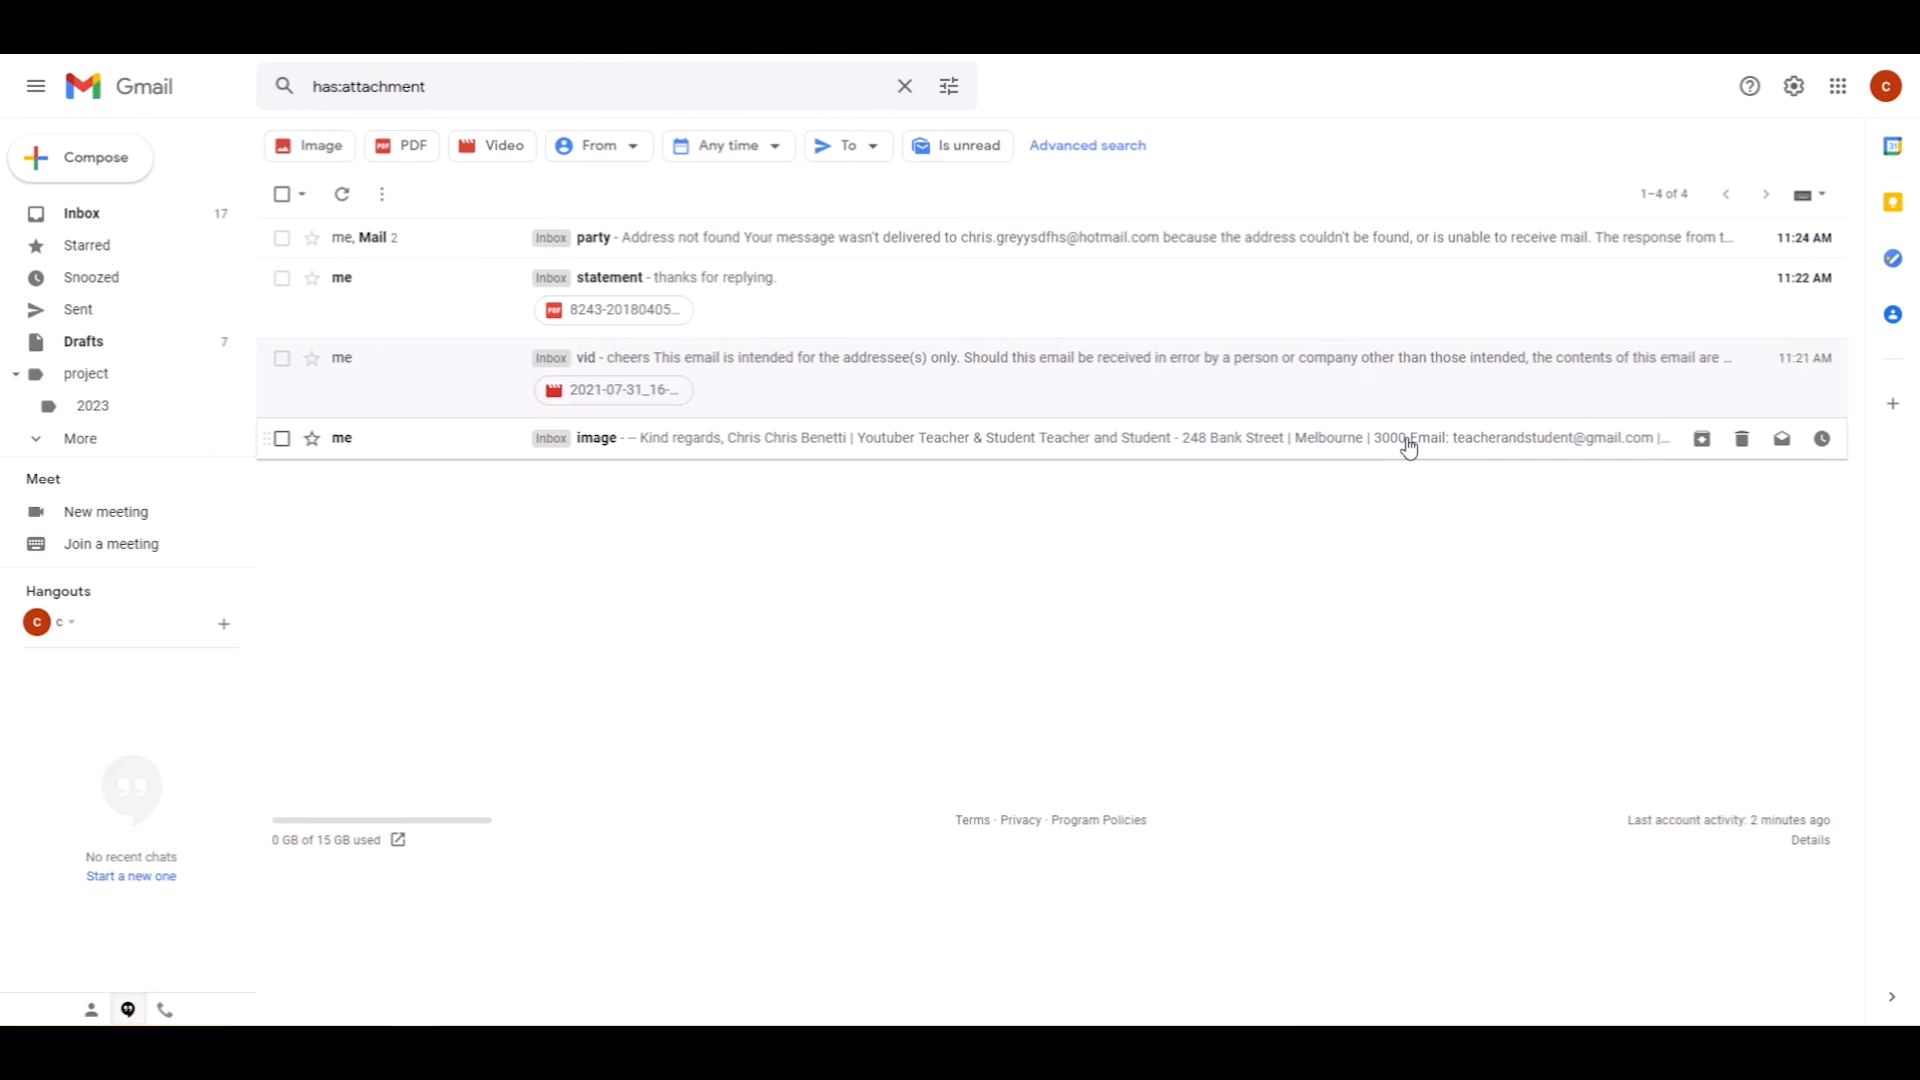 Gmail
has:attachment
C
Compose
Image
PDF
PDF
Video
From
Any time
To
Is unread
Advanced search
31
1–4 of 4
Inbox 17
Starred
Snoozed
Sent
Drafts 7
project
2023
More
me, Mail 2 Inbox party - Address not found Your message wasn't delivered to chris.greyysdfhs@hotmail.com because the address couldn't be found, or is unable to receive mail. The response from t... 11:24 AM
me Inbox statement - thanks for replying. 11:22 AM
PDF 8243-20180405...
me Inbox vid - cheers This email is intended for the addressee(s) only. Should this email be received in error by a person or company other than those intended, the contents of this email are ... 11:21 AM
2021-07-31_16-...
me Inbox image - -- Kind regards, Chris Chris Benetti | Youtuber Teacher & Student Teacher and Student - 248 Bank Street | Melbourne | 3000 Email: teacherandstudent@gmail.com |...
Meet
New meeting
Join a meeting
Hangouts
C c
No recent chats
Start a new one
0 GB of 15 GB used
Terms · Privacy · Program Policies
Last account activity: 2 minutes ago
Details